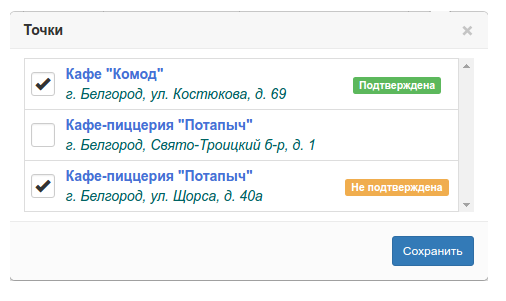 Точки ×
Кафе "Комод"
г. Белгород, ул. Костюкова, д. 69
Подтверждена
Кафе-пиццерия "Потапыч"
г. Белгород, Свято-Троицкий б-р, д. 1
Кафе-пиццерия "Потапыч"
г. Белгород, ул. Щорса, д. 40а
Не подтверждена
Сохранить